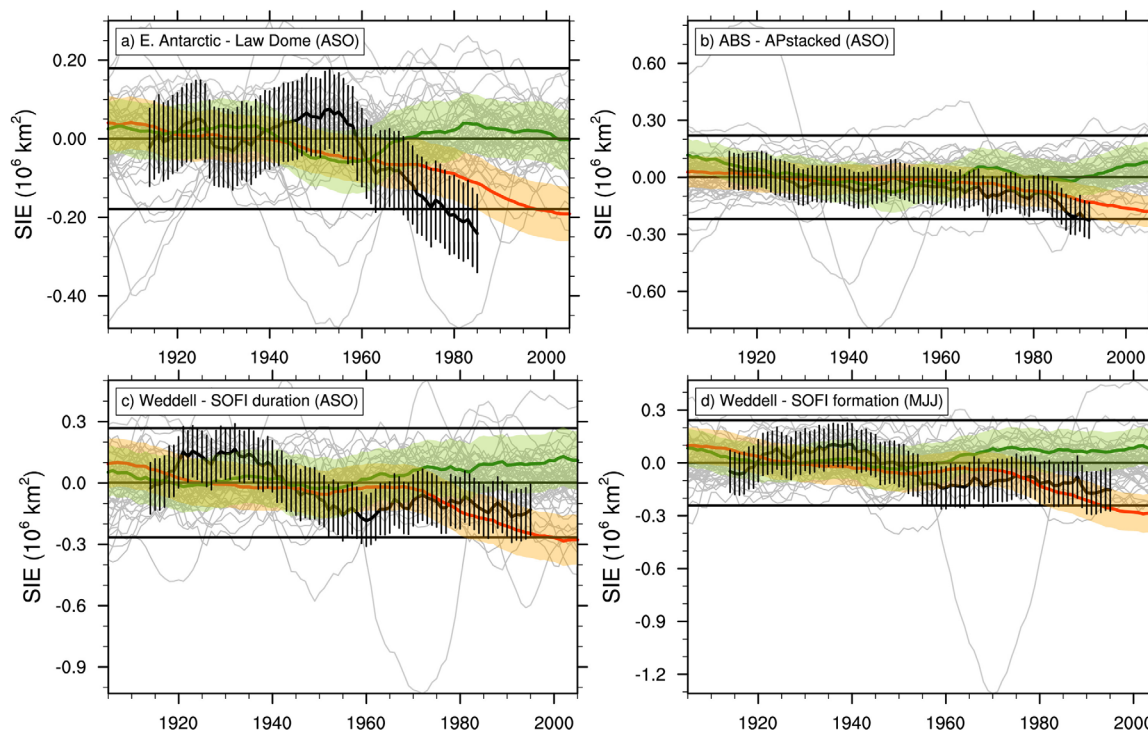 a) E. Antarctic - Law Dome (ASO)
SIE (10⁶ km²)
0.20
0.00
-0.20
-0.40
1920 1940 1960 1980 2000
b) ABS - APstacked (ASO)
SIE (10⁶ km²)
0.60
0.30
0.00
-0.30
-0.60
1920 1940 1960 1980 2000
c) Weddell - SOFI duration (ASO)
SIE (10⁶ km²)
0.3
0.0
-0.3
-0.6
-0.9
1920 1940 1960 1980 2000
d) Weddell - SOFI formation (MJJ)
SIE (10⁶ km²)
0.3
0.0
-0.3
-0.6
-0.9
-1.2
1920 1940 1960 1980 2000